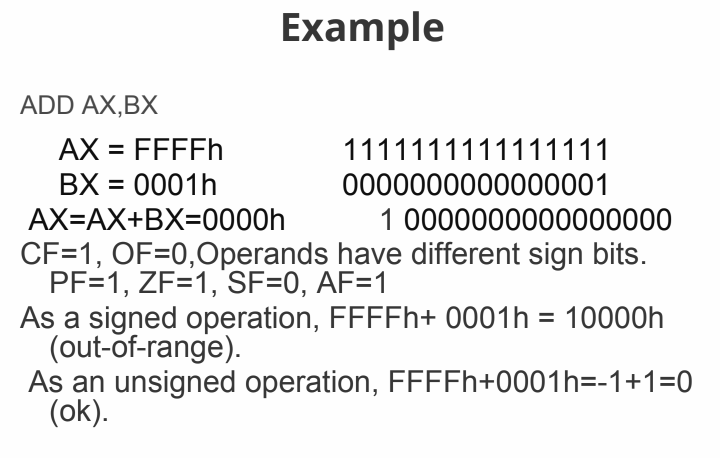 Example
ADD AX,BX
AX = FFFFh 1111111111111111
BX = 0001h 0000000000000001
AX=AX+BX=0000h 1 0000000000000000
CF=1, OF=0,Operands have different sign bits.
PF=1, ZF=1, SF=0, AF=1
As a signed operation, FFFFh+ 0001h = 10000h
(out-of-range).
As an unsigned operation, FFFFh+0001h=-1+1=0
(ok).